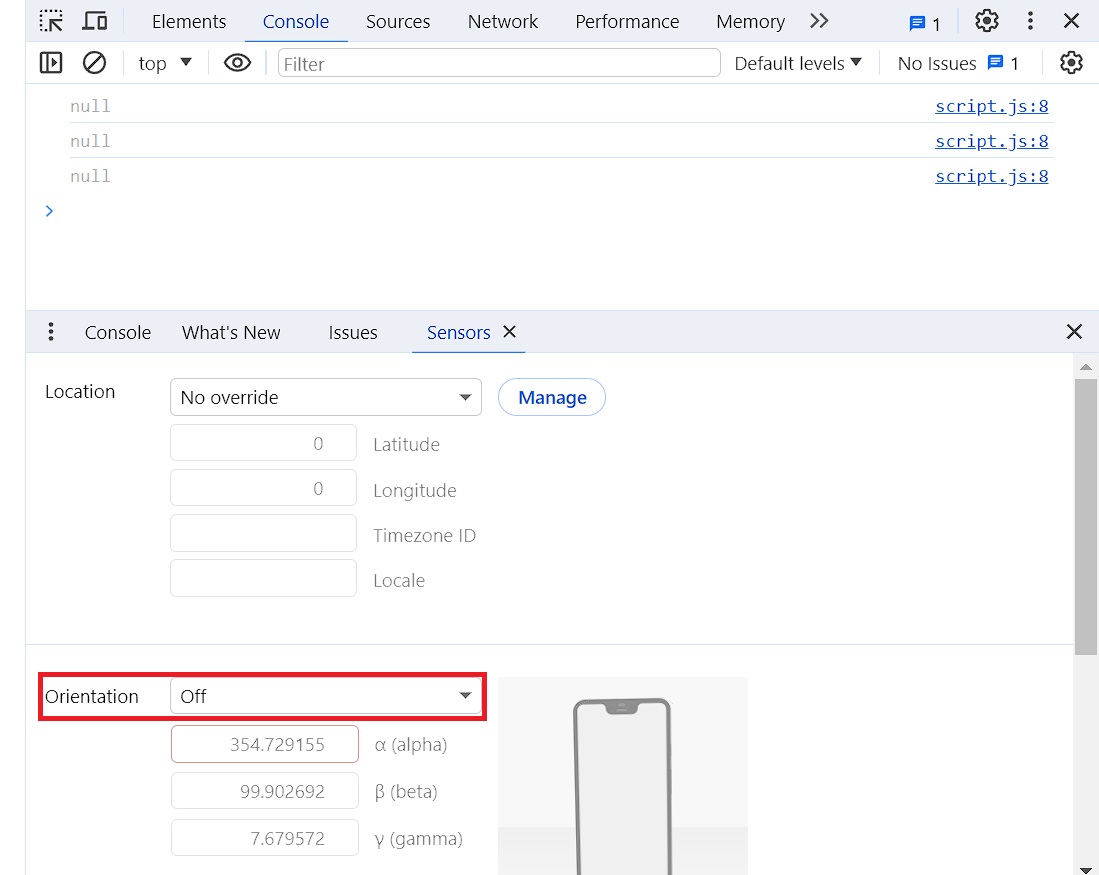 Elements Console Sources Network Performance Memory 1
top Filter Default levels No Issues 1
null script.js:8
null script.js:8
null script.js:8
Console What's New Issues Sensors
Location No override Manage
0 Latitude
0 Longitude
Timezone ID
Locale
Orientation Off
354.729155 α (alpha)
99.902692 β (beta)
7.679572 γ (gamma)